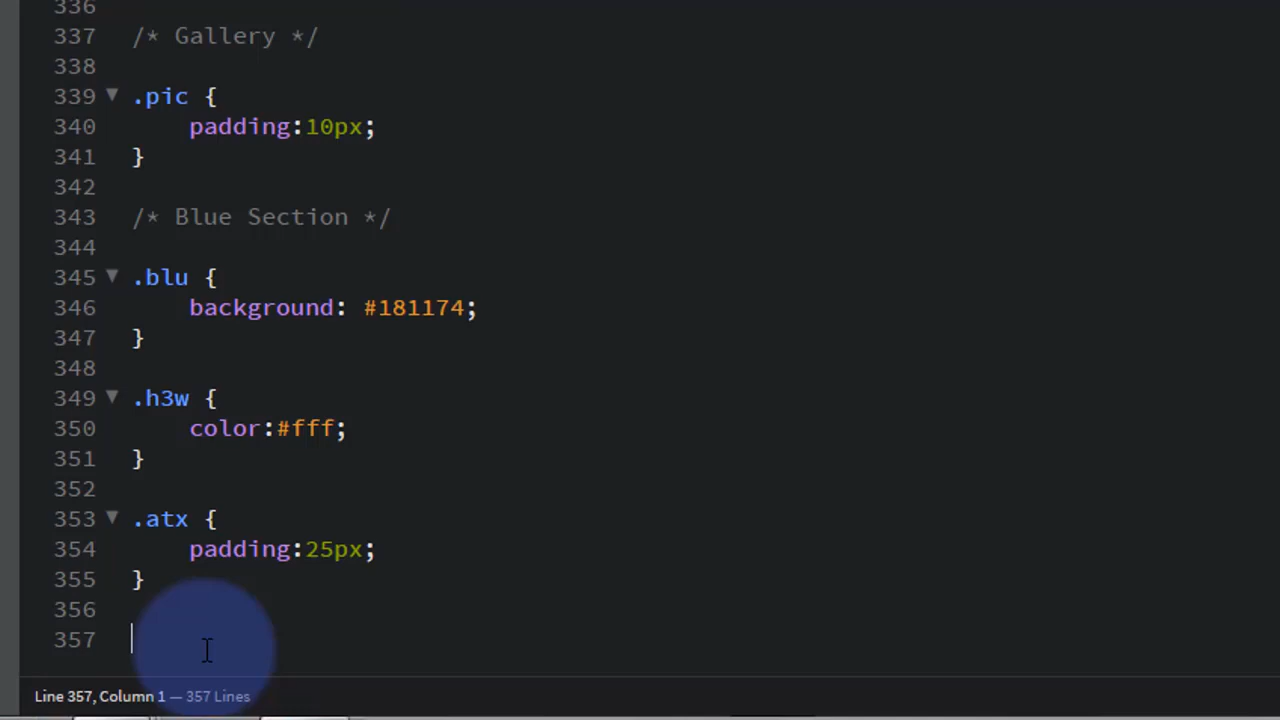 336
337 /* Gallery */
338
339 .pic {
340 padding:10px;
341 }
342
343 /* Blue Section */
344
345 .blu {
346 background: #181174;
347 }
348
349 .h3w {
350 color:#fff;
351 }
352
353 .atx {
354 padding:25px;
355 }
356
357
Line 357, Column 1 — 357 Lines